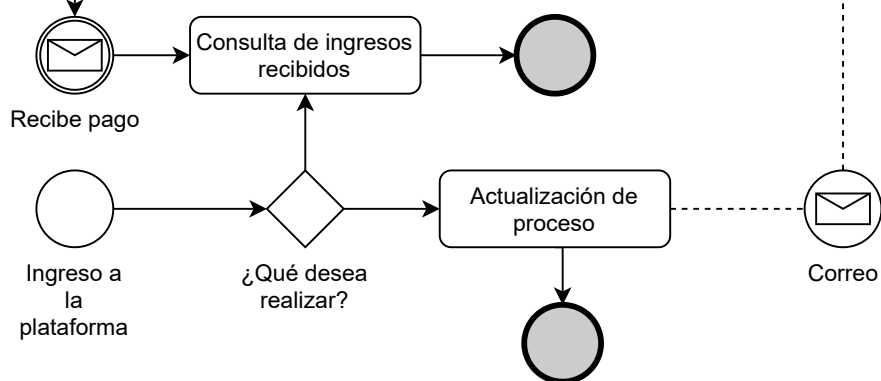 Consulta de ingresos
recibidos
Recibe pago
Actualización de
proceso
Ingreso a
la
plataforma
¿Qué desea
realizar?
Correo